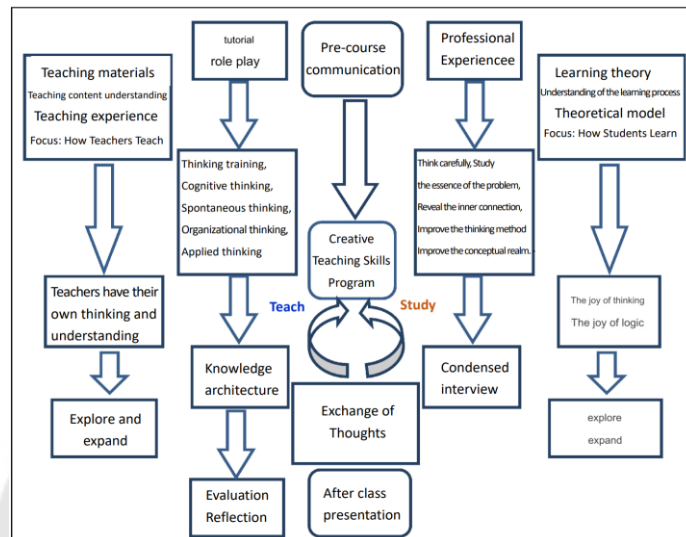 Teaching materials
Teaching content understanding
Teaching experience
Focus: How Teachers Teach
Teachers have their
own thinking and
understanding
Explore and
expand
tutorial
role play
Thinking training,
Cognitive thinking,
Spontaneous thinking,
Organizational thinking,
Applied thinking
Knowledge
architecture
Evaluation
Reflection
Pre-course
communication
Creative
Teaching Skills
Program
Teach
Study
Exchange of
Thoughts
After class
presentation
Professional
Experiencee
Think carefully, Study
the essence of the problem,
Reveal the inner connection,
Improve the thinking method
Improve the conceptual realm.
Condensed
interview
Learning theory
Understanding of the learning process
Theoretical model
Focus: How Students Learn
The joy of thinking
The joy of logic
explore
expand